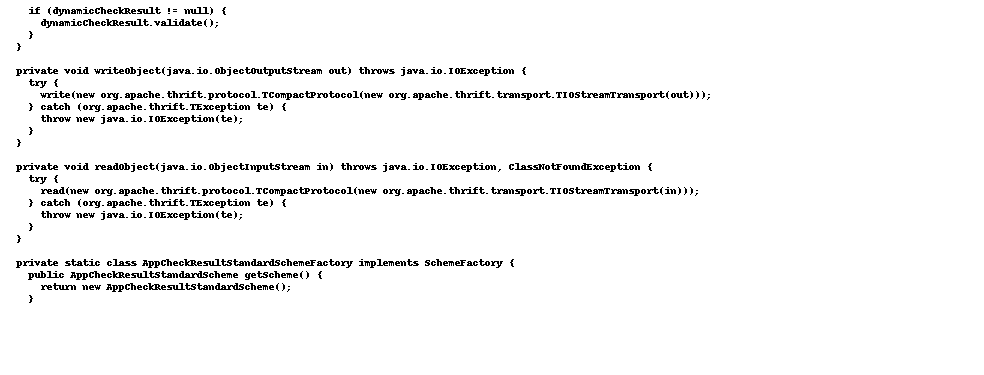 if (dynamicCheckResult != null) {
dynamicCheckResult.validate();
}
}
private void writeObject(java.io.ObjectOutputStream out) throws java.io.IOException {
try {
write(new org.apache.thrift.protocol.TCompactProtocol(new org.apache.thrift.transport.TIOStreamTransport(out)));
} catch (org.apache.thrift.TException te) {
throw new java.io.IOException(te);
}
}
private void readObject(java.io.ObjectInputStream in) throws java.io.IOException, ClassNotFoundException {
try {
read(new org.apache.thrift.protocol.TCompactProtocol(new org.apache.thrift.transport.TIOStreamTransport(in)));
} catch (org.apache.thrift.TException te) {
throw new java.io.IOException(te);
}
}
private static class AppCheckResultStandardSchemeFactory implements SchemeFactory {
public AppCheckResultStandardScheme getScheme() {
return new AppCheckResultStandardScheme();
}